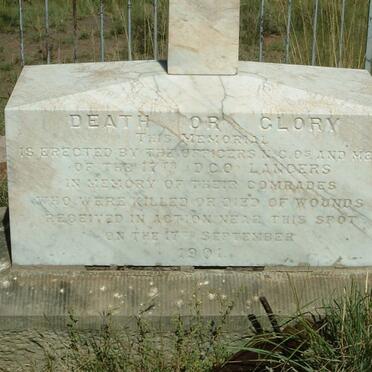 DEATH OR GLORY
THIS MEMORIAL
IS ERECTED BY THE OFFICERS N.C.OS AND ME
OF THE 17TH D.C.O. LANCERS
IN MEMORY OF THEIR COMRADES
WHO WERE KILLED OR DIED OF WOUNDS
RECEIVED IN ACTION NEAR THIS SPOT
ON THE 17TH SEPTEMBER
1901